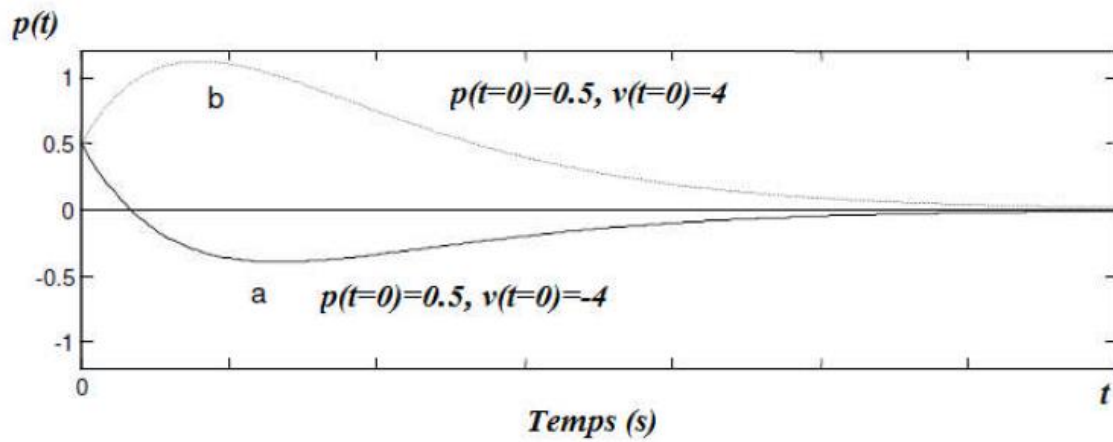 p(t)
1
b
p(t=0)=0.5, v(t=0)=4
0.5
0
-0.5
a
p(t=0)=0.5, v(t=0)=-4
-1
0
t
Temps (s)